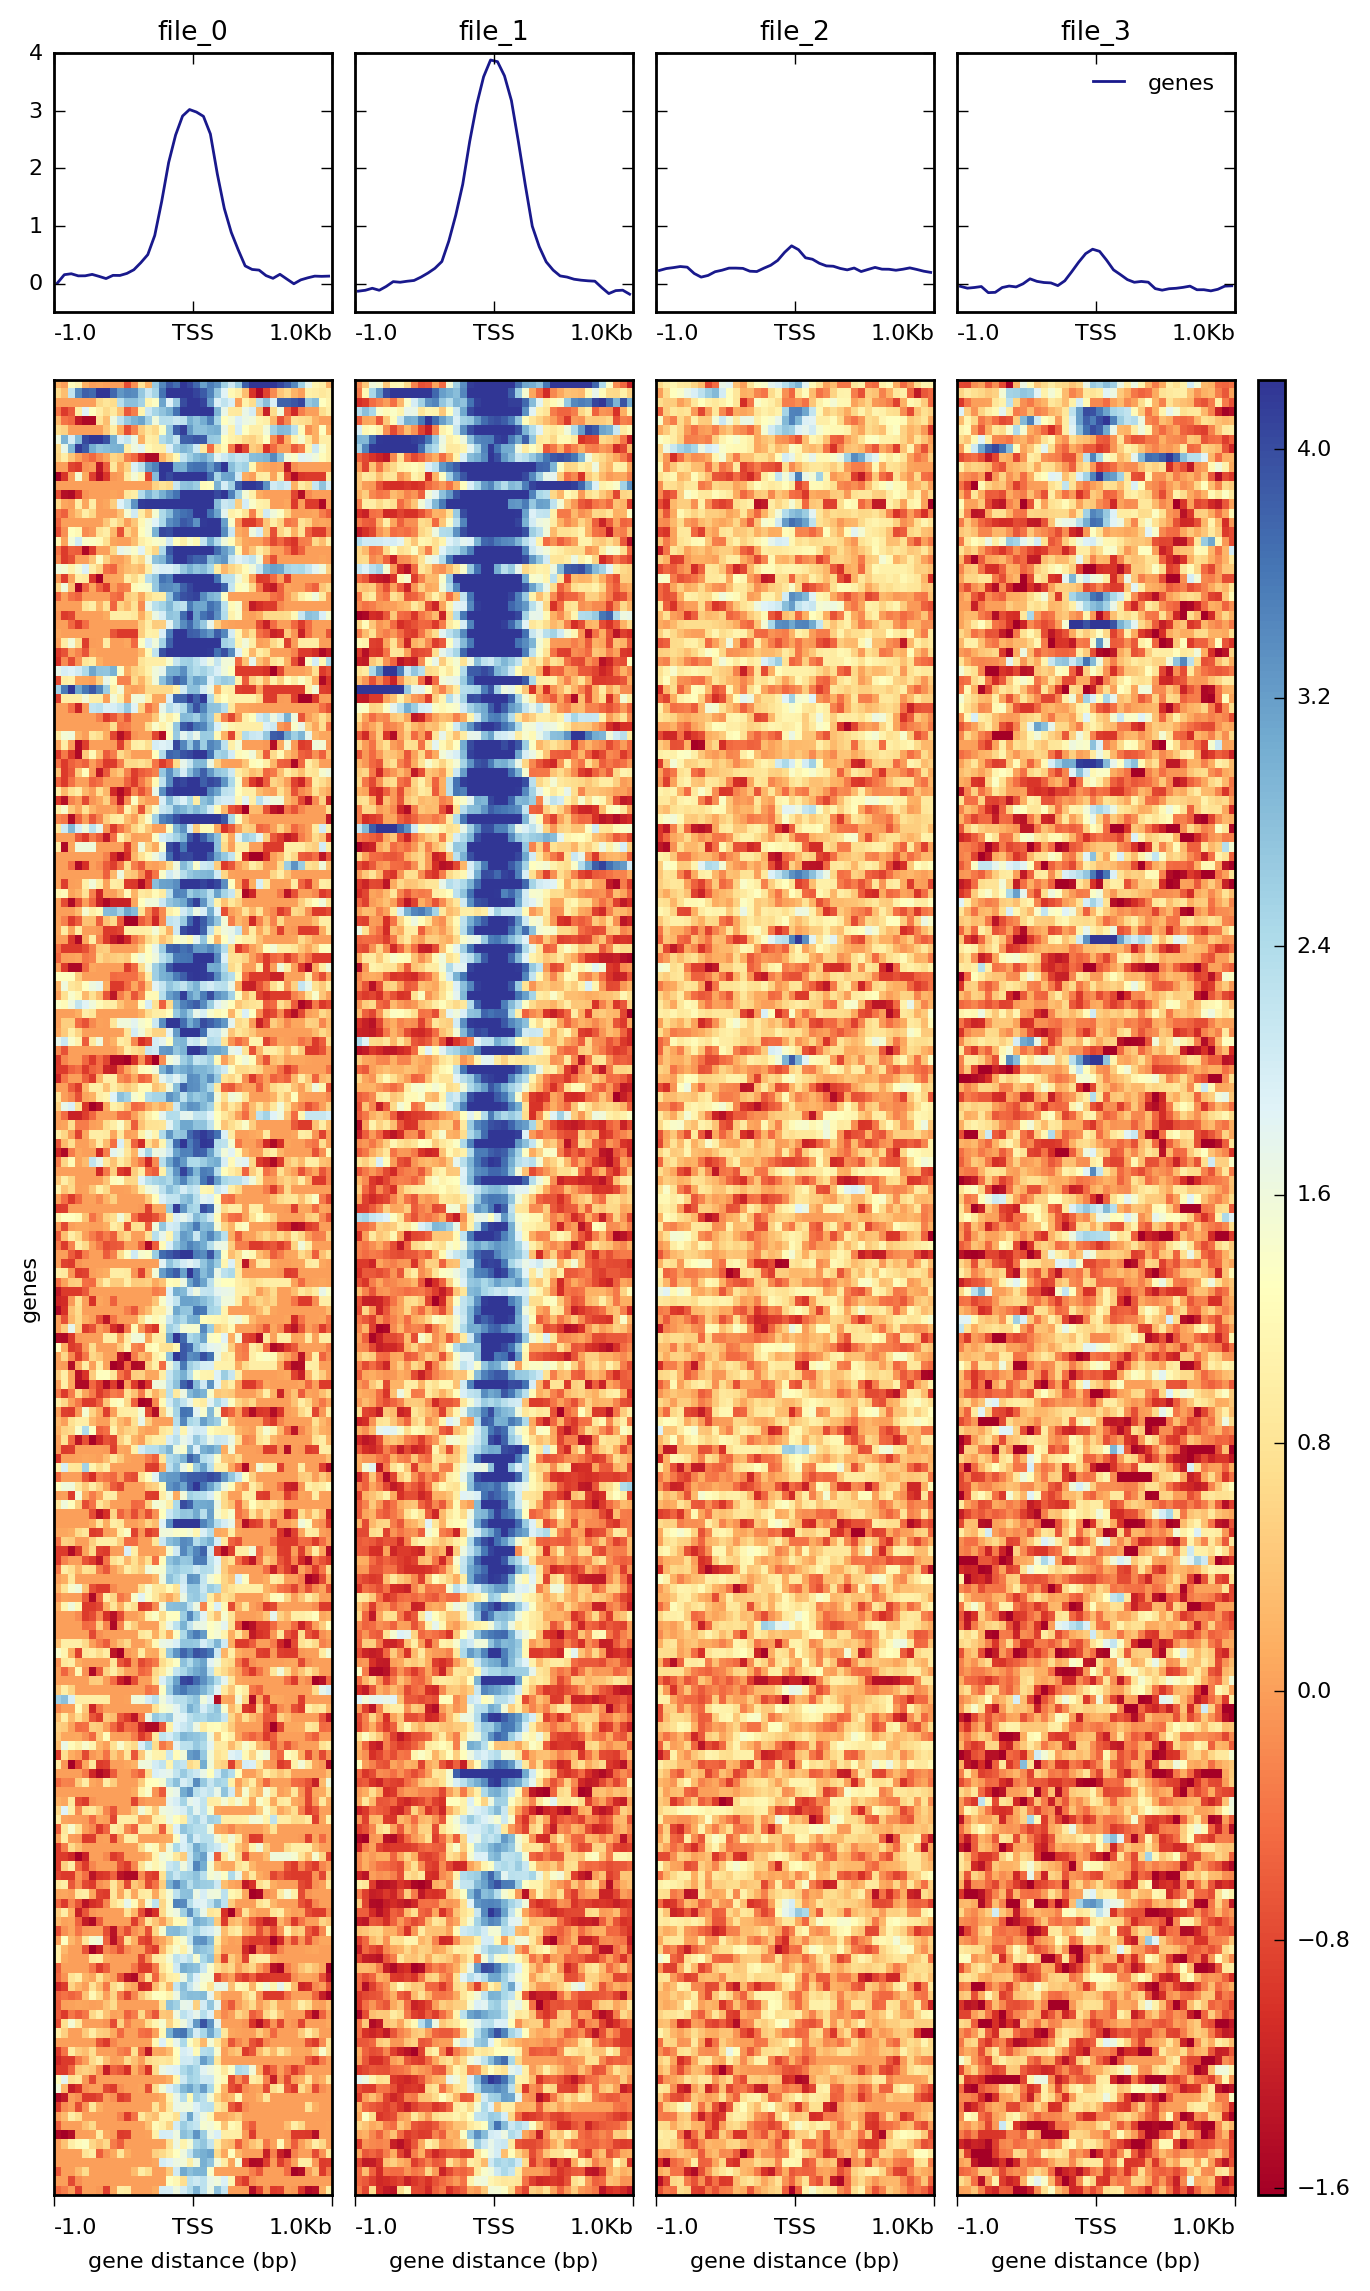 file_0 file_1 file_2 file_3
4
3
2
1
0
genes
-1.0 TSS 1.0Kb -1.0 TSS 1.0Kb -1.0 TSS 1.0Kb -1.0 TSS 1.0Kb
4.0
3.2
2.4
1.6
0.8
0.0
−0.8
−1.6
genes
-1.0 TSS 1.0Kb -1.0 TSS 1.0Kb -1.0 TSS 1.0Kb -1.0 TSS 1.0Kb
gene distance (bp) gene distance (bp) gene distance (bp) gene distance (bp)